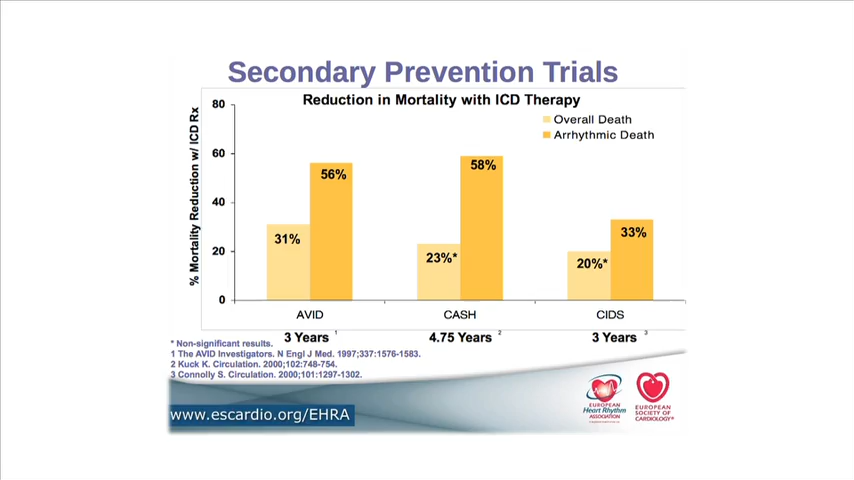 Secondary Prevention Trials
Reduction in Mortality with ICD Therapy
% Mortality Reduction w/ ICD Rx
80
60
40
20
0
Overall Death
Arrhythmic Death
56%
58%
31%
23%*
20%*
33%
AVID
CASH
CIDS
3 Years 1
4.75 Years 2
3 Years 3
* Non-significant results.
1 The AVID Investigators. N Engl J Med. 1997;337:1576-1583.
2 Kuck K. Circulation. 2000;102:748-754.
3 Connolly S. Circulation. 2000;101:1297-1302.
www.escardio.org/EHRA
EUROPEAN
Heart Rhythm
ASSOCIATION
EUROPEAN
SOCIETY OF
CARDIOLOGY®